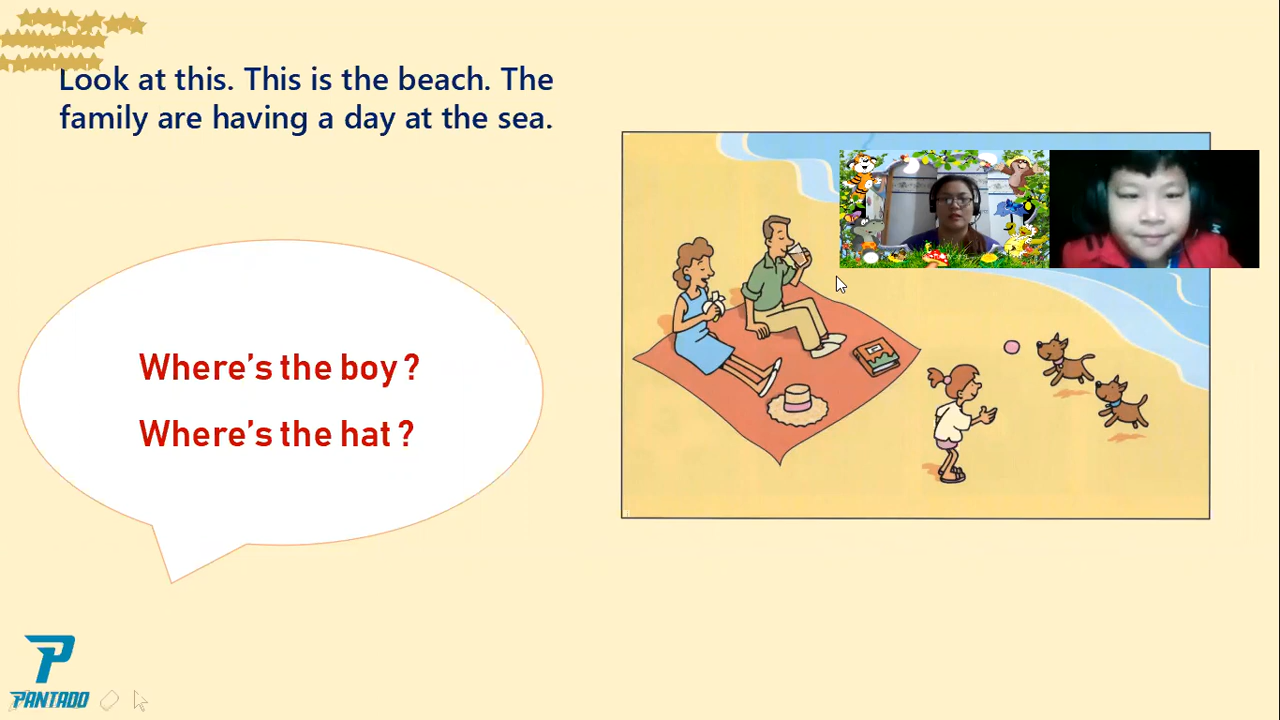 Look at this. This is the beach. The
family are having a day at the sea.
Where's the boy ?
Where's the hat ?
PANTADO